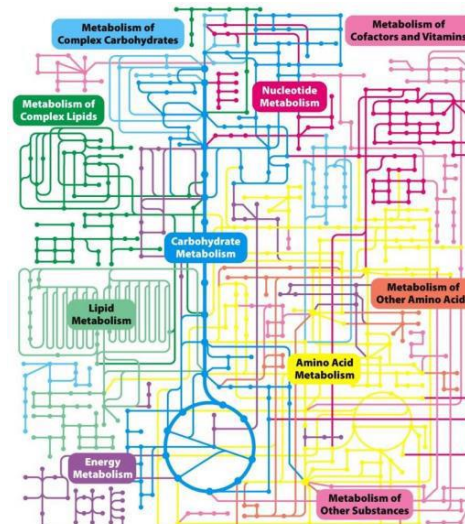 Metabolism of
Complex Carbohydrates
Metabolism of
Cofactors and Vitamins
Nucleotide
Metabolism
Metabolism of
Complex Lipids
Carbohydrate
Metabolism
Metabolism of
Other Amino Acid
Lipid
Metabolism
Amino Acid
Metabolism
Energy
Metabolism
Metabolism of
Other Substances